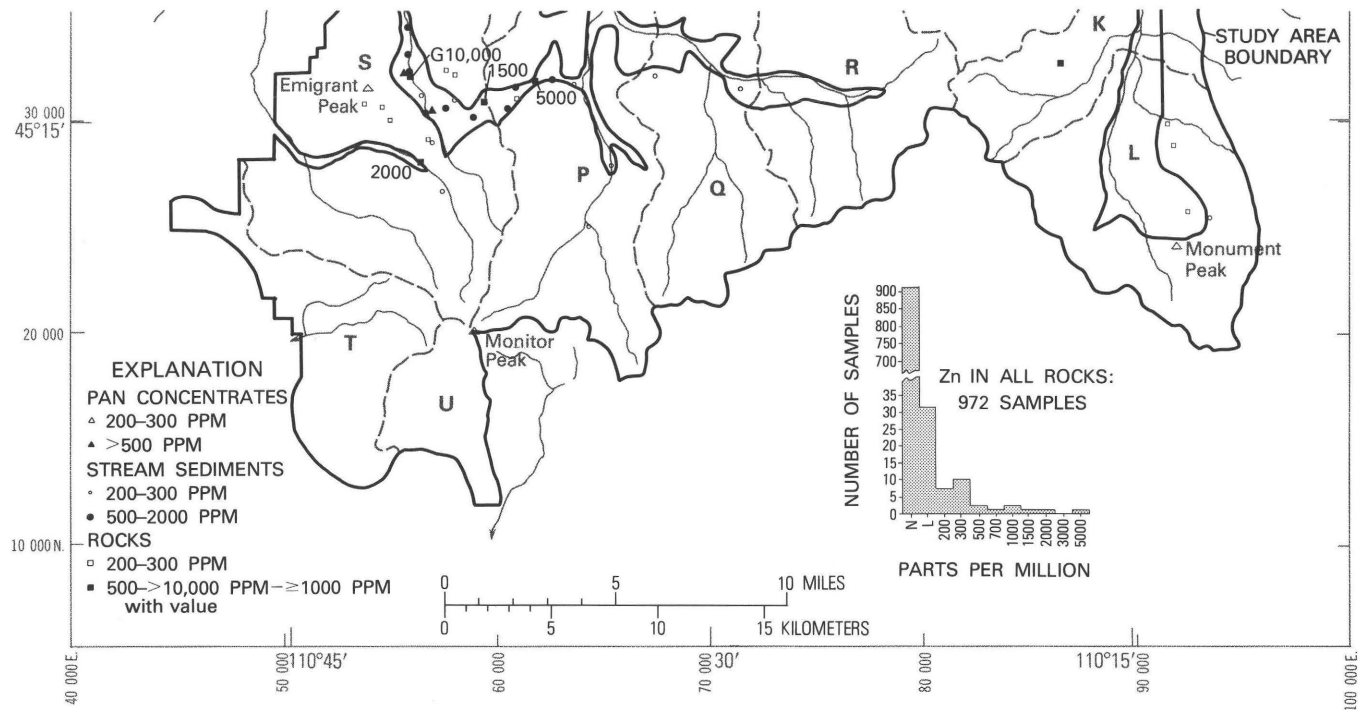 K
STUDY AREA
BOUNDARY
S
G10,000
1500
R
Emigrant
Peak
5000
30 000
45°15′
L
2000
P
Q
Monument
Peak
20 000
T
Monitor
Peak
U
EXPLANATION
PAN CONCENTRATES
200–300 PPM
>500 PPM
STREAM SEDIMENTS
200–300 PPM
500–2000 PPM
ROCKS
200–300 PPM
500–>10,000 PPM–≥1000 PPM
with value
10 000 N.
900
850
800
750
700
35
30
25
20
15
10
5
0
NUMBER OF SAMPLES
Zn IN ALL ROCKS:
972 SAMPLES
N
L
200
300
500
700
1000
1500
2000
3000
5000
PARTS PER MILLION
0 5 10 MILES
0 5 10 15 KILOMETERS
40 000 E.
50 000
110°45′
60 000
70 000
30′
80 000
110°15′
90 000
100 000 E.